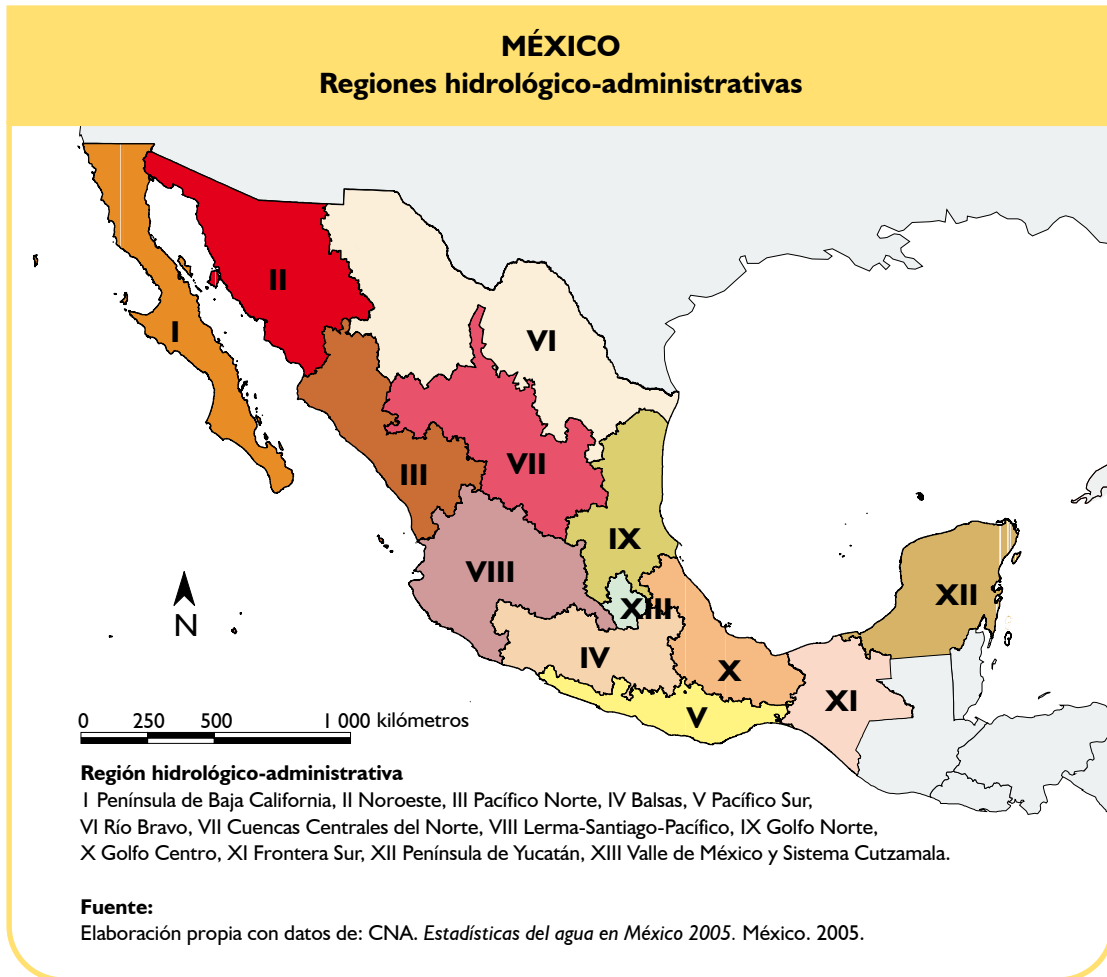 MÉXICO
Regiones hidrológico-administrativas
I
II
VI
III
VII
IX
VIII
XIII
XII
IV
X
V
XI
N
0 250 500 1 000 kilómetros
Región hidrológico-administrativa
I Península de Baja California, II Noroeste, III Pacífico Norte, IV Balsas, V Pacífico Sur,
VI Río Bravo, VII Cuencas Centrales del Norte, VIII Lerma-Santiago-Pacífico, IX Golfo Norte,
X Golfo Centro, XI Frontera Sur, XII Península de Yucatán, XIII Valle de México y Sistema Cutzamala.
Fuente:
Elaboración propia con datos de: CNA. Estadísticas del agua en México 2005. México. 2005.